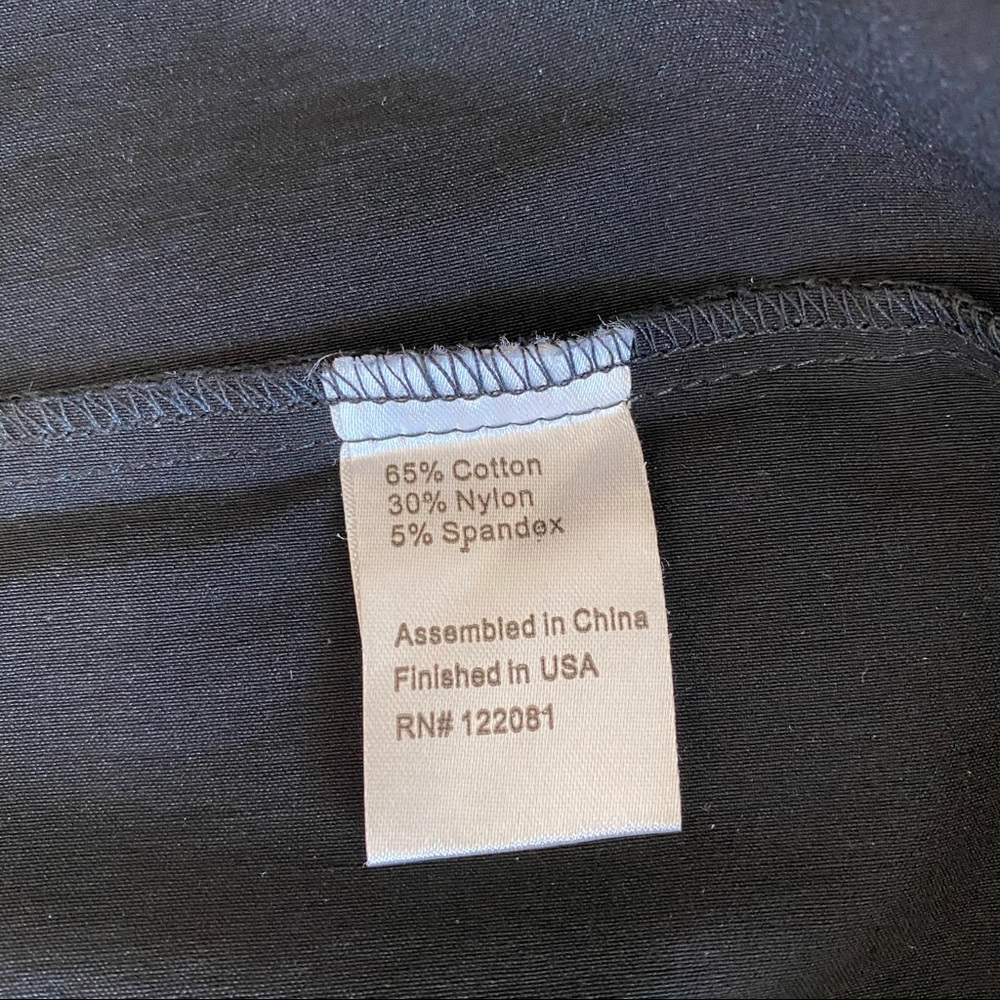 65% Cotton
30% Nylon
5% Spandex
Assembled in China
Finished in USA
RN# 122081